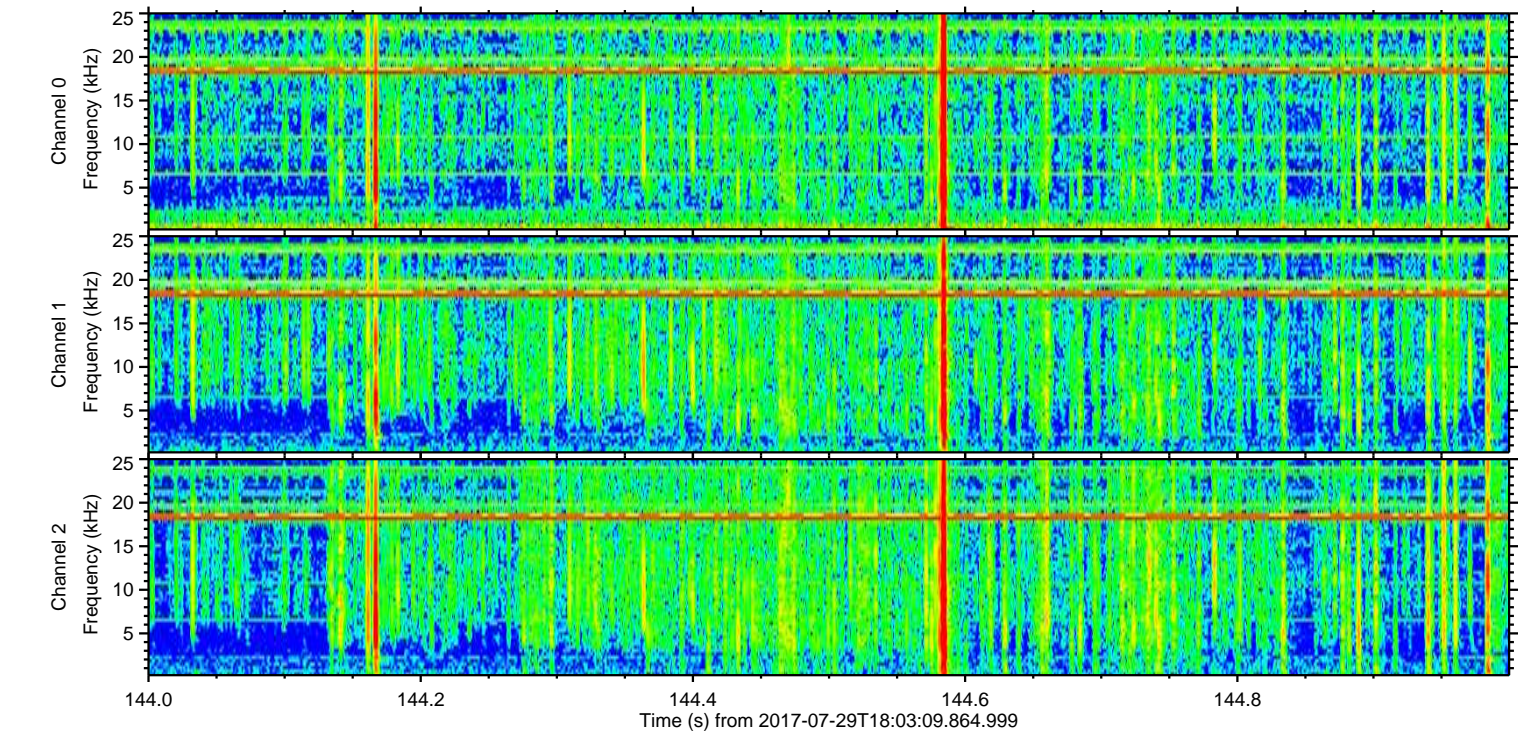 Channel 0
Frequency (kHz)
25
20
15
10
5
Channel 1
Frequency (kHz)
25
20
15
10
5
Channel 2
Frequency (kHz)
25
20
15
10
5
144.0 144.2 144.4 144.6 144.8
Time (s) from 2017-07-29T18:03:09.864.999